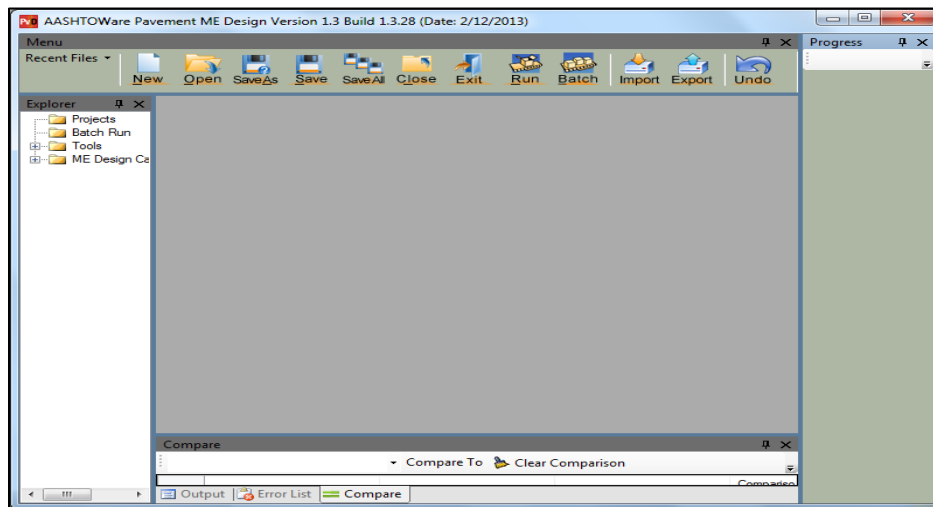 AASHTOWare Pavement ME Design Version 1.3 Build 1.3.28 (Date: 2/12/2013)
Menu
Progress
Recent Files
New Open SaveAs Save SaveAll Close Exit Run Batch Import Export Undo
Explorer
Projects
Batch Run
Tools
ME Design Ca
Compare
Compare To Clear Comparison
Compariso
Output Error List Compare